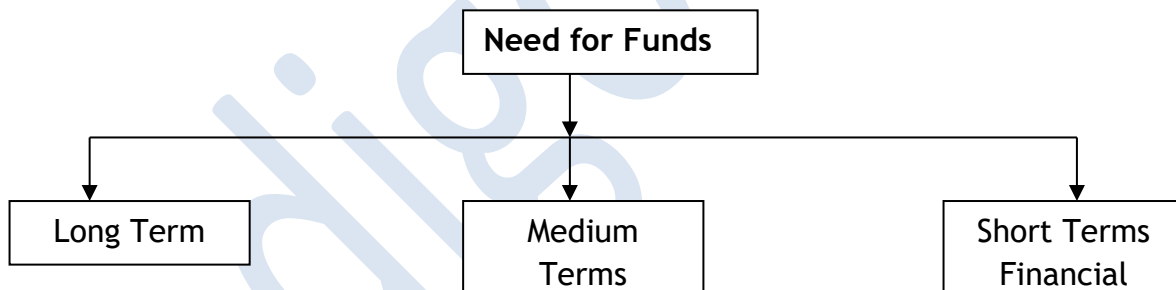 Need for Funds
Long Term
Medium
Terms
Short Terms
Financial